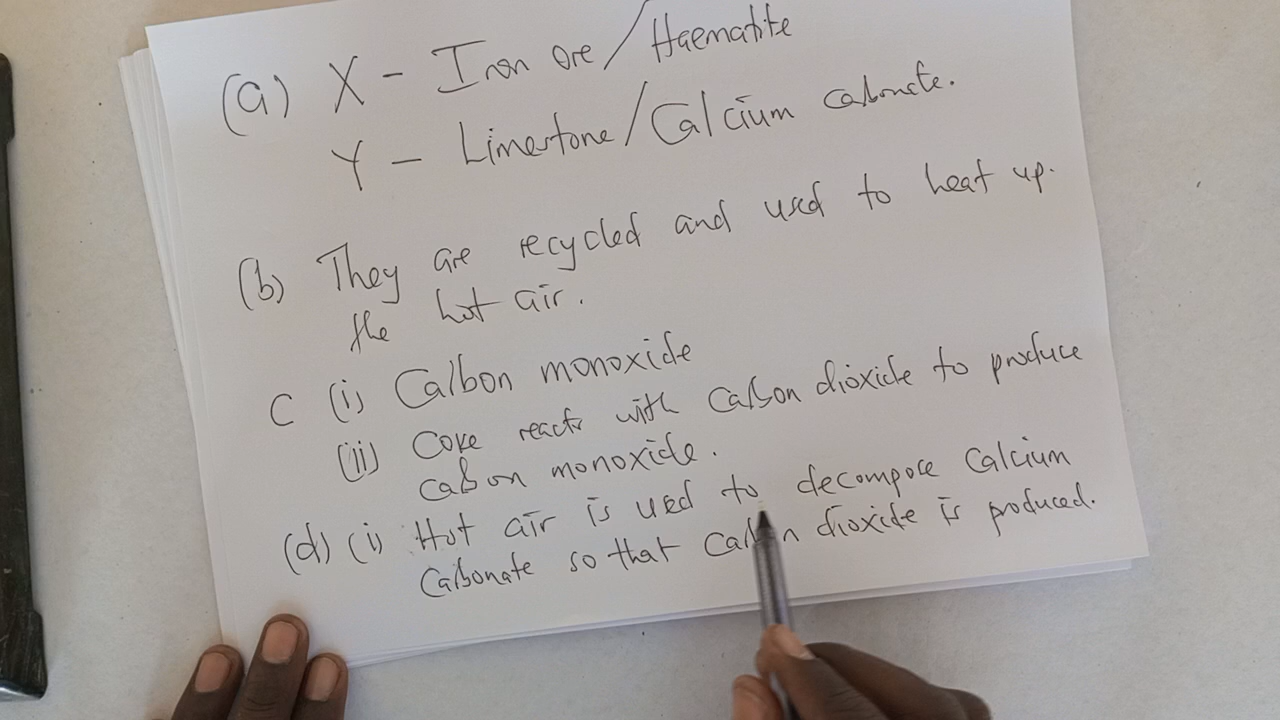 (a) X - Iron ore/Haematite
Y - Limestone/Calcium carbonate.
(b) They are recycled and used to heat up.
the hot air.
C (i) Carbon monoxide
(ii) Coke reacts with Carbon dioxide to produce
carbon monoxide.
(d) (i) Hot air is used to decompose Calcium
Carbonate so that Carbon dioxide is produced.